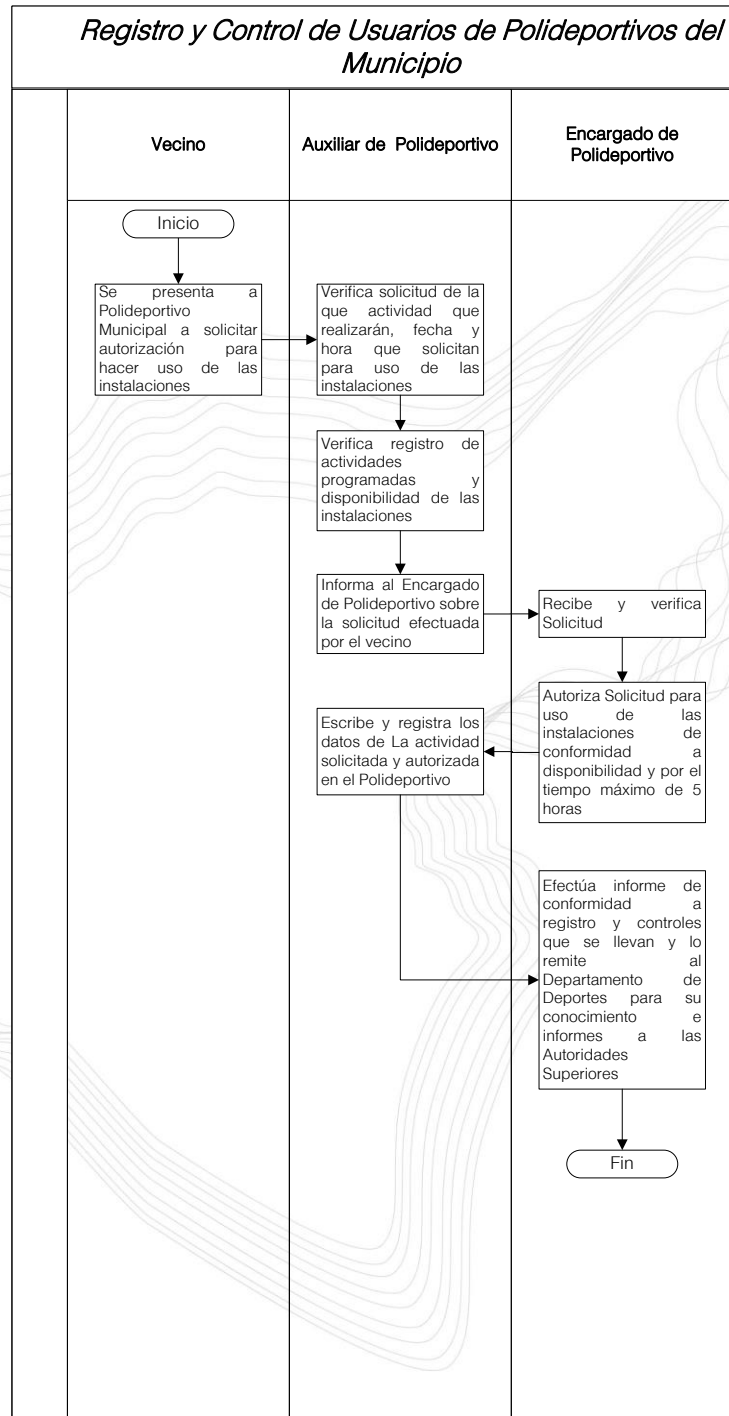 Registro y Control de Usuarios de Polideportivos del
Municipio
Vecino
Auxiliar de Polideportivo
Encargado de
Polideportivo
Inicio
Se presenta a
Polideportivo
Municipal a solicitar
autorización para
hacer uso de las
instalaciones
Verifica solicitud de la
que actividad que
realizarán, fecha y
hora que solicitan
para uso de las
instalaciones
Verifica registro de
actividades
programadas y
disponibilidad de las
instalaciones
Informa al Encargado
de Polideportivo sobre
la solicitud efectuada
por el vecino
Recibe y verifica
Solicitud
Autoriza Solicitud para
uso de las
instalaciones de
conformidad a
disponibilidad y por el
tiempo máximo de 5
horas
Escribe y registra los
datos de La actividad
solicitada y autorizada
en el Polideportivo
Efectúa informe de
conformidad a
registro y controles
que se llevan y lo
remite al
Departamento de
Deportes para su
conocimiento e
informes a las
Autoridades
Superiores
Fin